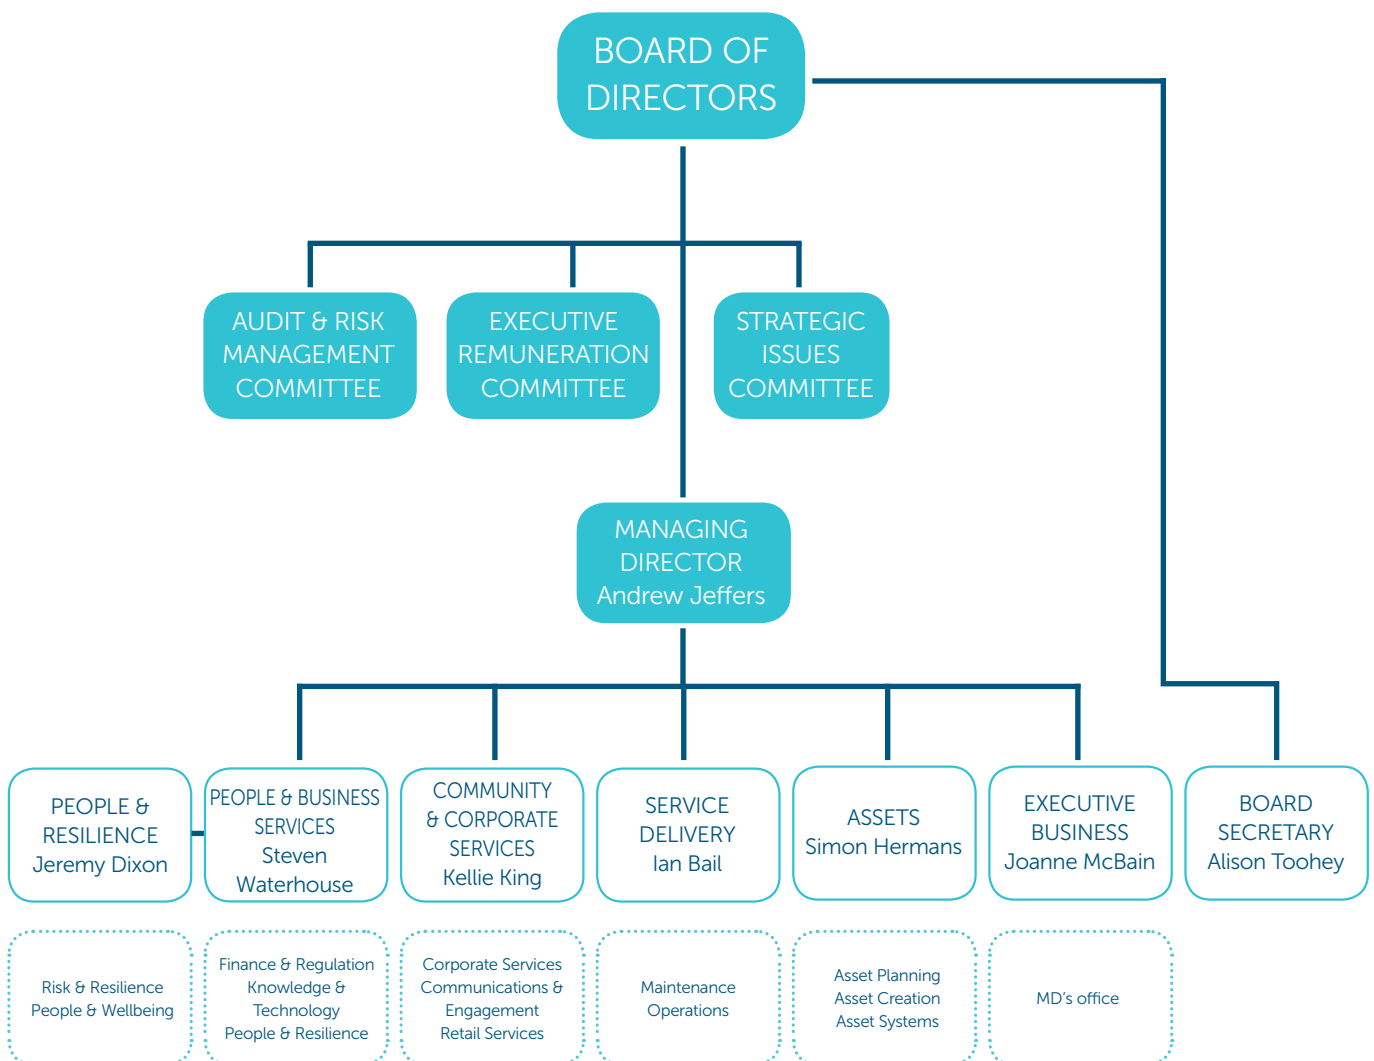 BOARD OF
DIRECTORS
AUDIT & RISK
MANAGEMENT
COMMITTEE
EXECUTIVE
REMUNERATION
COMMITTEE
STRATEGIC
ISSUES
COMMITTEE
MANAGING
DIRECTOR
Andrew Jeffers
PEOPLE &
RESILIENCE
Jeremy Dixon
PEOPLE & BUSINESS
SERVICES
Steven
Waterhouse
COMMUNITY
& CORPORATE
SERVICES
Kellie King
SERVICE
DELIVERY
Ian Bail
ASSETS
Simon Hermans
EXECUTIVE
BUSINESS
Joanne McBain
BOARD
SECRETARY
Alison Toohey
Risk & Resilience
People & Wellbeing
Finance & Regulation
Knowledge &
Technology
People & Resilience
Corporate Services
Communications &
Engagement
Retail Services
Maintenance
Operations
Asset Planning
Asset Creation
Asset Systems
MD's office